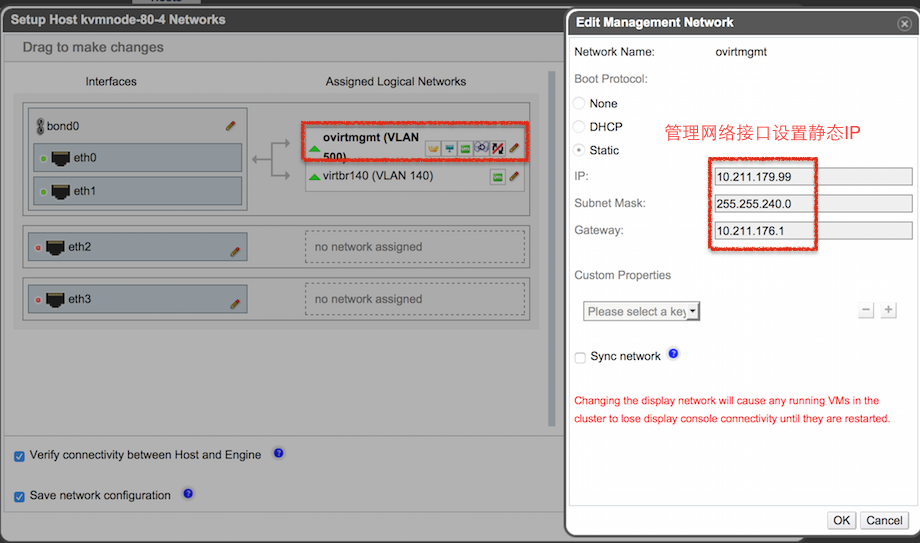 Setup Host kvmnode-80-4 Networks
Drag to make changes
Interfaces
Assigned Logical Networks
bond0
eth0
eth1
ovirtmgmt (VLAN
500)
virtbr140 (VLAN 140)
eth2
no network assigned
eth3
no network assigned
Verify connectivity between Host and Engine
Save network configuration
Edit Management Network
Network Name:
ovirtmgmt
Boot Protocol:
None
DHCP
Static
管理网络接口设置静态IP
IP:
10.211.179.99
Subnet Mask:
255.255.240.0
Gateway:
10.211.176.1
Custom Properties
Please select a key
Sync network
Changing the display network will cause any running VMs in the
cluster to lose display console connectivity until they are restarted.
OK
Cancel